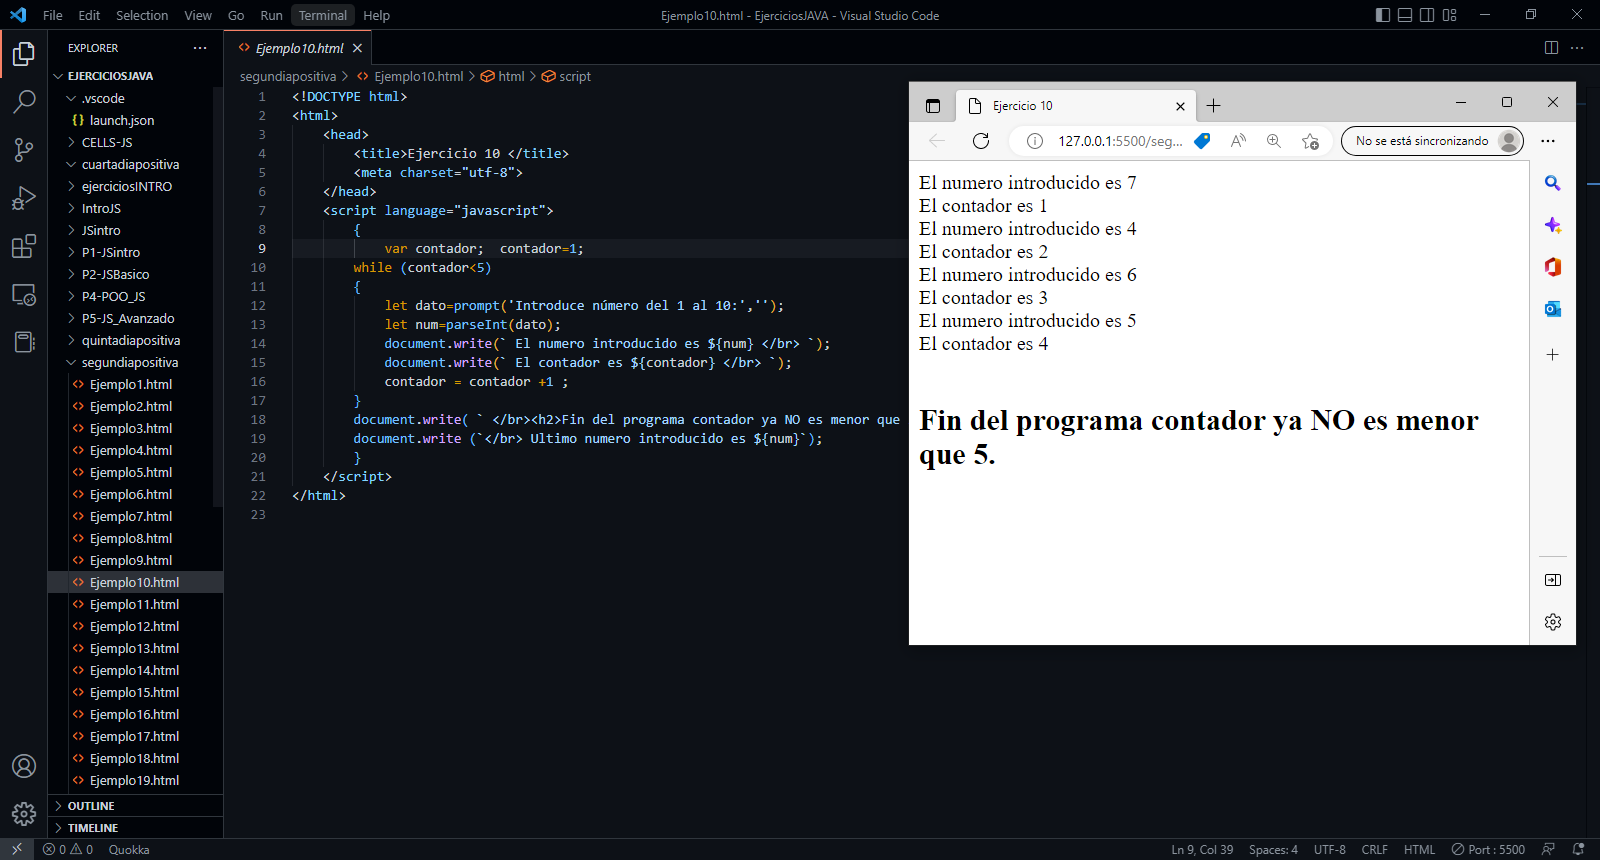 File Edit Selection View Go Run Terminal Help
Ejemplo10.html - EjerciciosJAVA - Visual Studio Code
EXPLORER
EJERCICIOSJAVA
.vscode
launch.json
CELLS-JS
cuartadiapositiva
ejerciciosINTRO
IntroJS
JSintro
P1-JSintro
P2-JSBasico
P4-POO_JS
P5-JS_Avanzado
quintadiapositiva
segundiapositiva
Ejemplo1.html
Ejemplo2.html
Ejemplo3.html
Ejemplo4.html
Ejemplo5.html
Ejemplo6.html
Ejemplo7.html
Ejemplo8.html
Ejemplo9.html
Ejemplo10.html
Ejemplo11.html
Ejemplo12.html
Ejemplo13.html
Ejemplo14.html
Ejemplo15.html
Ejemplo16.html
Ejemplo17.html
Ejemplo18.html
Ejemplo19.html
OUTLINE
TIMELINE
Ejemplo10.html
segundiapositiva > Ejemplo10.html > html > script
1 <!DOCTYPE html>
2 <html>
3 <head>
4 <title>Ejercicio 10 </title>
5 <meta charset="utf-8">
6 </head>
7 <script language="javascript">
8 {
9 var contador;  contador=1;
10 while (contador<5)
11 {
12 let dato=prompt('Introduce número del 1 al 10:','');
13 let num=parseInt(dato);
14 document.write(` El numero introducido es ${num} </br> `);
15 document.write(` El contador es ${contador} </br> `);
16 contador = contador +1 ;
17 }
18 document.write( ` </br><h2>Fin del programa contador ya NO es menor que
19 document.write (`</br> Ultimo numero introducido es ${num}`);
20 }
21 </script>
22 </html>
23
Ejercicio 10
127.0.0.1:5500/seg...
No se está sincronizando
El numero introducido es 7
El contador es 1
El numero introducido es 4
El contador es 2
El numero introducido es 6
El contador es 3
El numero introducido es 5
El contador es 4
Fin del programa contador ya NO es menor
que 5.
0 0 Quokka
Ln 9, Col 39 Spaces: 4 UTF-8 CRLF HTML Port : 5500